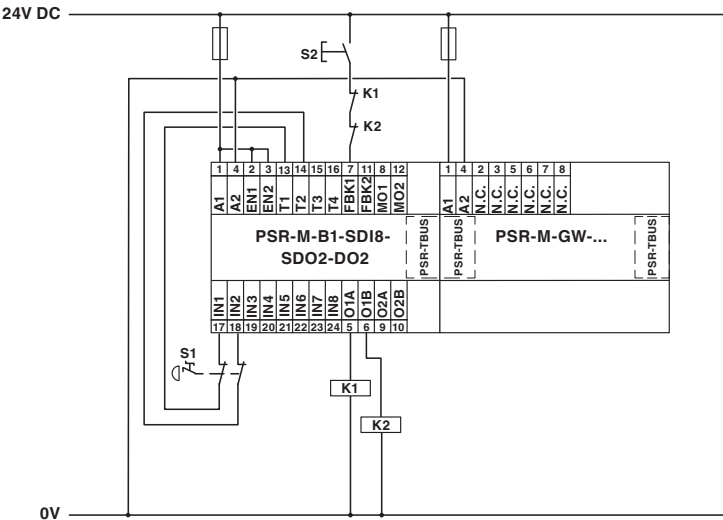 24V DC
S2
K1
K2
1 4 2 3 13 14 15 16 7 11 8 12
A1 A2 EN1 EN2 T1 T2 T3 T4 FBK1 FBK2 MO1 MO2
1 4 2 3 5 6 7 8
A1 A2 N.C. N.C. N.C. N.C. N.C. N.C.
PSR-M-B1-SDI8-
SDO2-DO2
PSR-TBUS
PSR-TBUS
PSR-M-GW-...
PSR-TBUS
IN1 IN2 IN3 IN4 IN5 IN6 IN7 IN8 O1A O1B O2A O2B
17 18 19 20 21 22 23 24 5 6 9 10
S1
K1
K2
0V